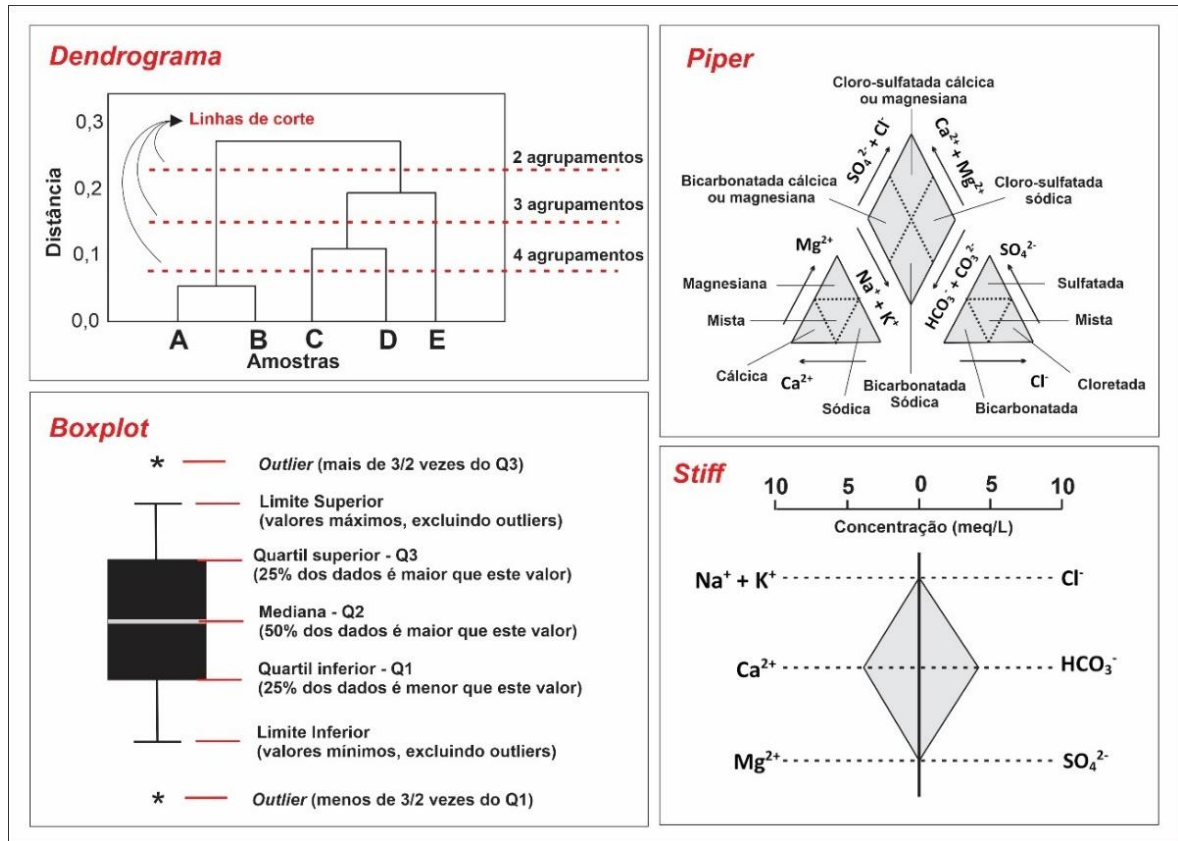 Dendrograma
0,3
0,2
0,1
0,0
Distância
Linhas de corte
2 agrupamentos
3 agrupamentos
4 agrupamentos
A B C D E
Amostras
Piper
Cloro-sulfatada cálcica
ou magnesiana
SO₄²⁻ + Cl⁻
Ca²⁺ + Mg²⁺
Bicarbonatada cálcica
ou magnesiana
Cloro-sulfatada
sódica
Mg²⁺
Na⁺ + K⁺
HCO₃⁻ + CO₃²⁻
SO₄²⁻
Magnesiana
Sulfatada
Mista
Mista
Cálcica
Ca²⁺
Sódica
Bicarbonatada
Sódica
Bicarbonatada
Cl⁻
Cloretada
Boxplot
* Outlier (mais de 3/2 vezes do Q3)
Limite Superior
(valores máximos, excluindo outliers)
Quartil superior - Q3
(25% dos dados é maior que este valor)
Mediana - Q2
(50% dos dados é maior que este valor)
Quartil inferior - Q1
(25% dos dados é menor que este valor)
Limite Inferior
(valores mínimos, excluindo outliers)
* Outlier (menos de 3/2 vezes do Q1)
Stiff
10 5 0 5 10
Concentração (meq/L)
Na⁺ + K⁺ Cl⁻
Ca²⁺ HCO₃⁻
Mg²⁺ SO₄²⁻